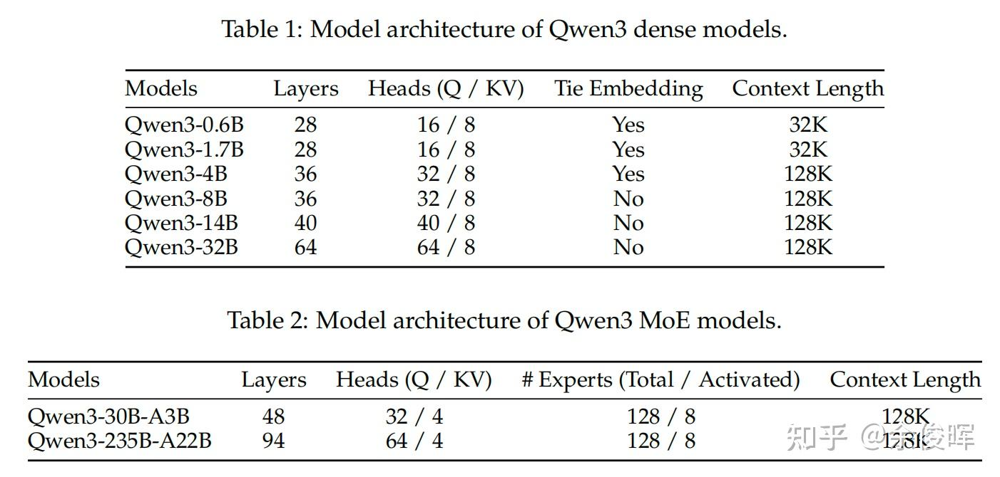 Table 1: Model architecture of Qwen3 dense models.
Models Layers Heads (Q / KV) Tie Embedding Context Length
Qwen3-0.6B 28 16 / 8 Yes 32K
Qwen3-1.7B 28 16 / 8 Yes 32K
Qwen3-4B 36 32 / 8 Yes 128K
Qwen3-8B 36 32 / 8 No 128K
Qwen3-14B 40 40 / 8 No 128K
Qwen3-32B 64 64 / 8 No 128K
Table 2: Model architecture of Qwen3 MoE models.
Models Layers Heads (Q / KV) # Experts (Total / Activated) Context Length
Qwen3-30B-A3B 48 32 / 4 128 / 8 128K
Qwen3-235B-A22B 94 64 / 4 128 / 8 128K
知乎 @余俊晖